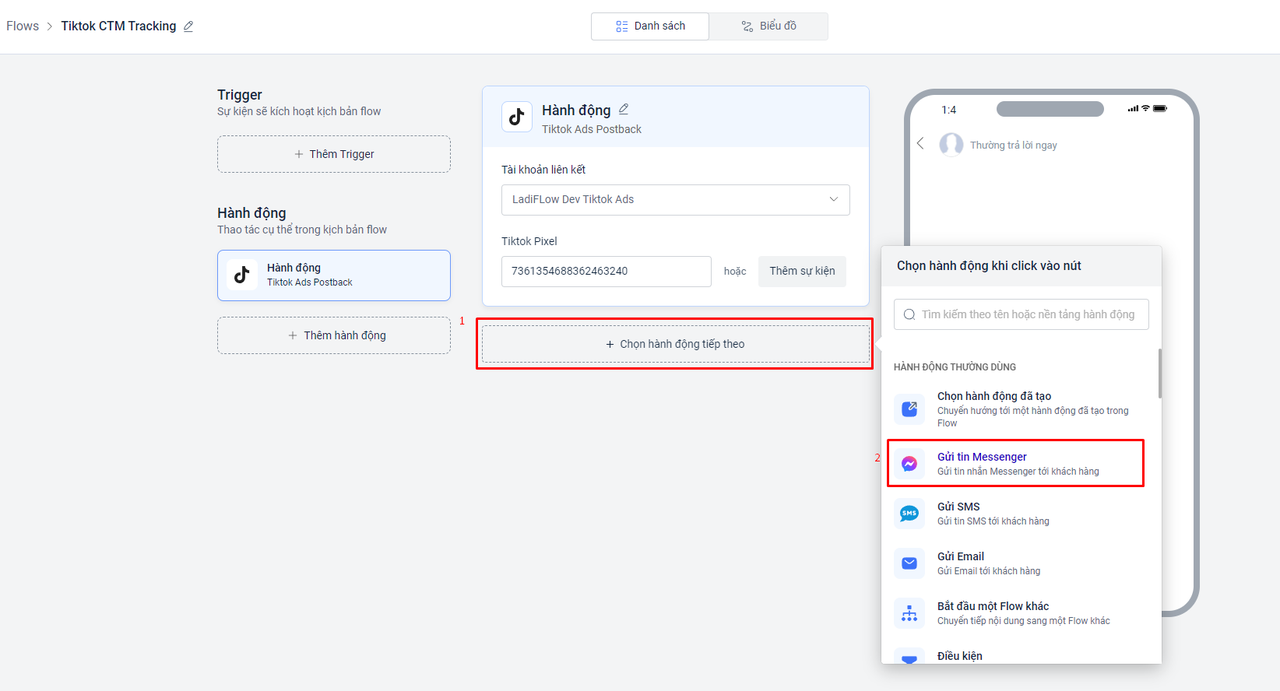 Flows > Tiktok CTM Tracking
Danh sách
Biểu đồ
Trigger
Sự kiện sẽ kích hoạt kịch bản flow
+ Thêm Trigger
Hành động
Thao tác cụ thể trong kịch bản flow
Hành động
Tiktok Ads Postback
+ Thêm hành động
Hành động
Tiktok Ads Postback
Tài khoản liên kết
LadiFLow Dev Tiktok Ads
Tiktok Pixel
7361354688362463240
hoặc
Thêm sự kiện
1
+ Chọn hành động tiếp theo
1:4
Thường trả lời ngay
Chọn hành động khi click vào nút
Tìm kiếm theo tên hoặc nền tảng hành động
HÀNH ĐỘNG THƯỜNG DÙNG
Chọn hành động đã tạo
Chuyển hướng tới một hành động đã tạo trong
Flow
2
Gửi tin Messenger
Gửi tin nhắn Messenger tới khách hàng
SMS
Gửi SMS
Gửi tin SMS tới khách hàng
Gửi Email
Gửi Email tới khách hàng
Bắt đầu một Flow khác
Chuyển tiếp nội dung sang một Flow khác
Điều kiện